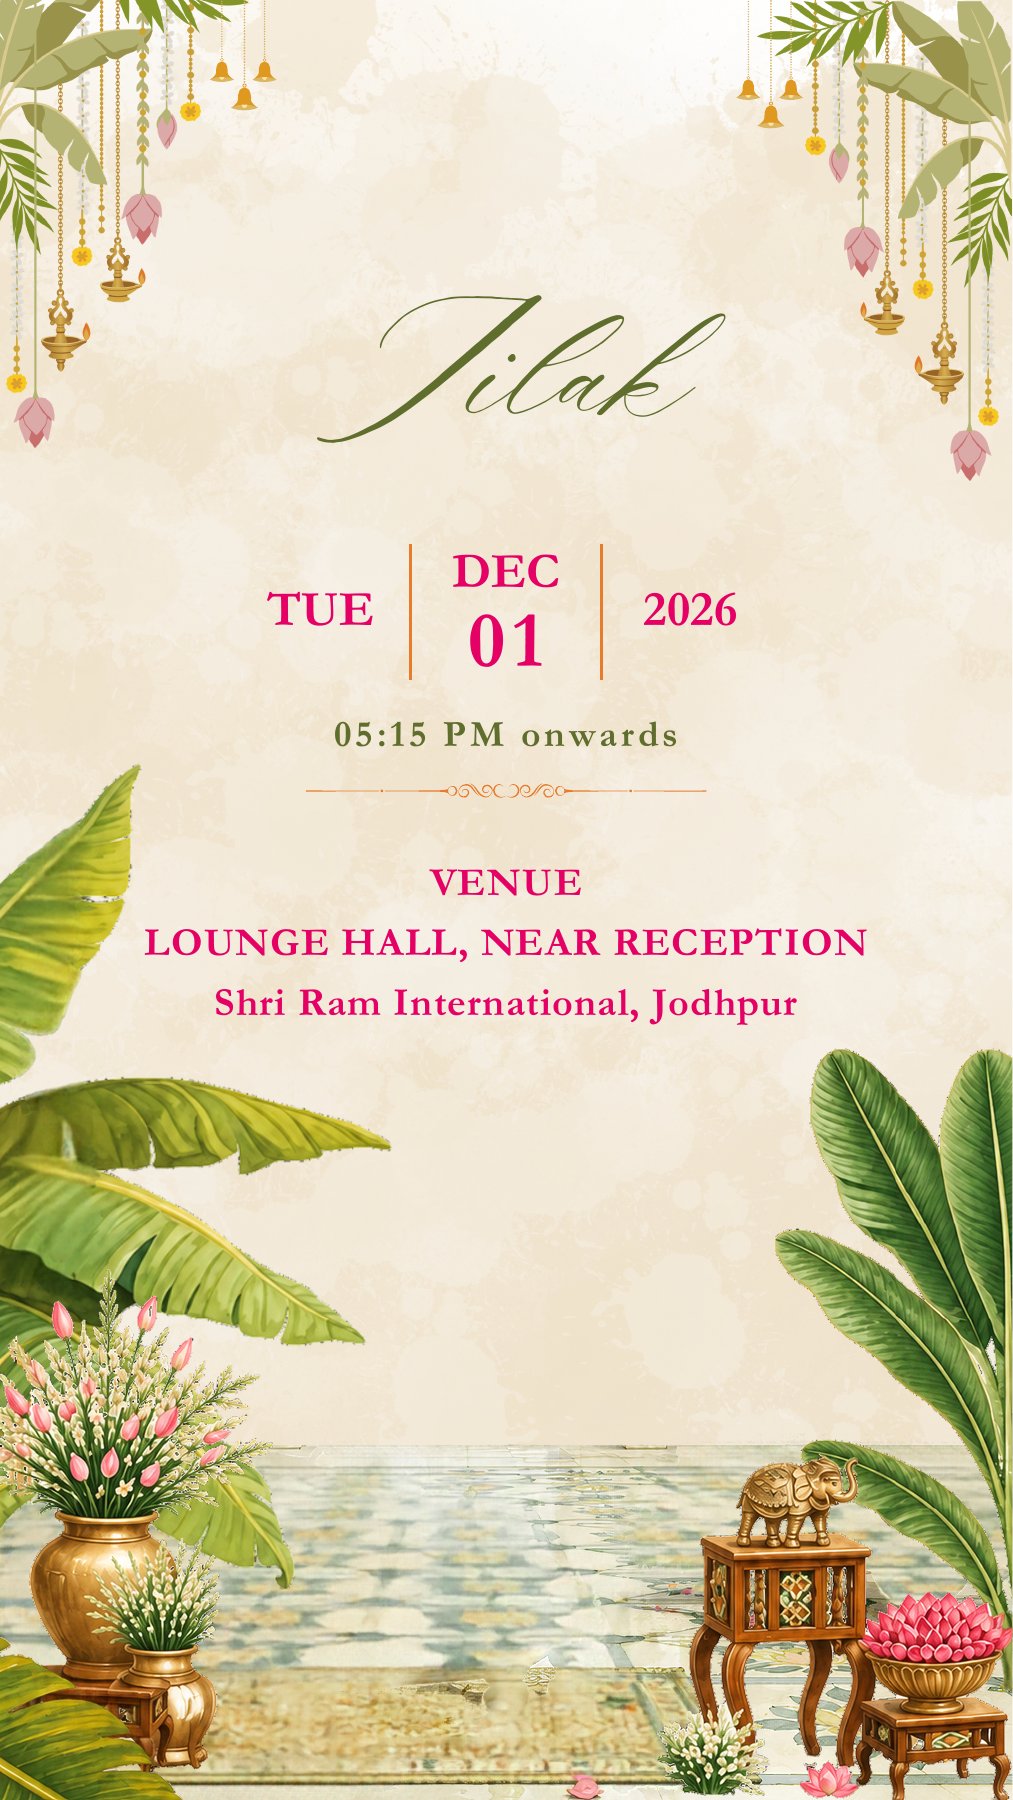 Tilak
TUE
DEC
01
2026
05:15 PM onwards
VENUE
LOUNGE HALL, NEAR RECEPTION
Shri Ram International, Jodhpur